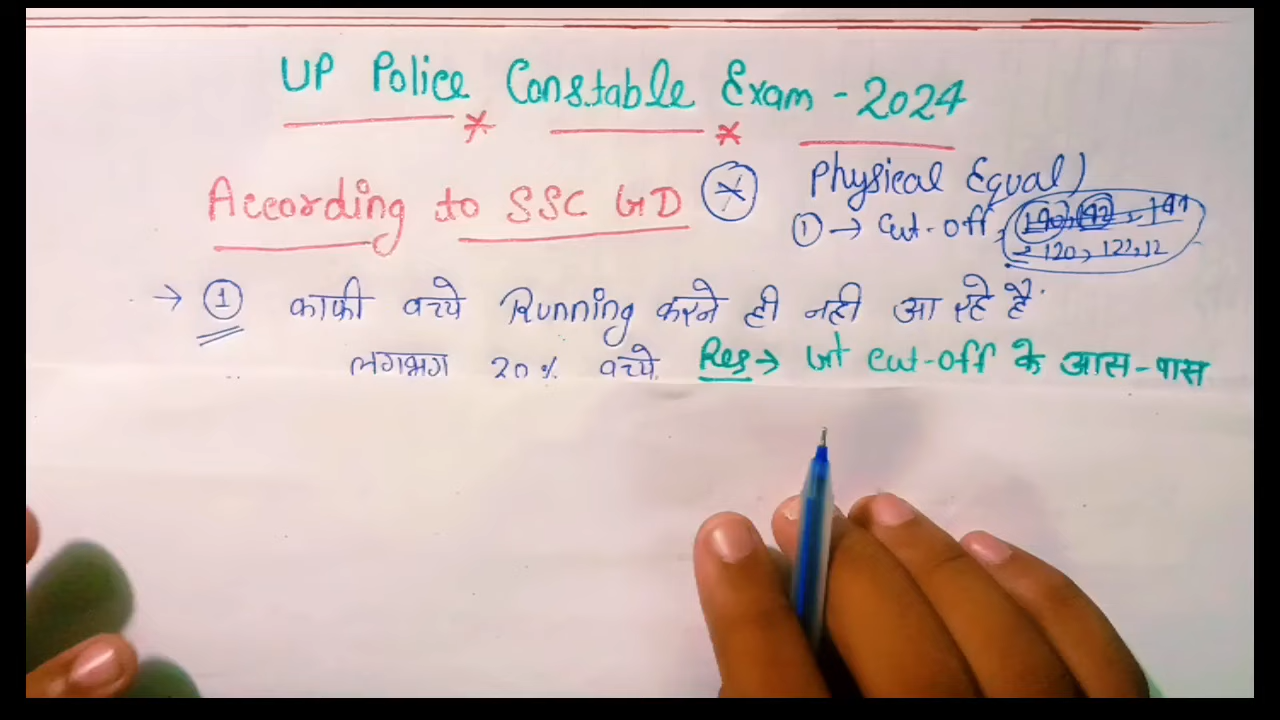 UP Police Constable Exam - 2024
According to SSC GD
Physical Equal)
① → Cut-off,
120, 122, 12
→ ① काफी बच्चे Running करने ही नही आ रहे है
लगभग 20% बच्चे Res → cut-off के आस-पास